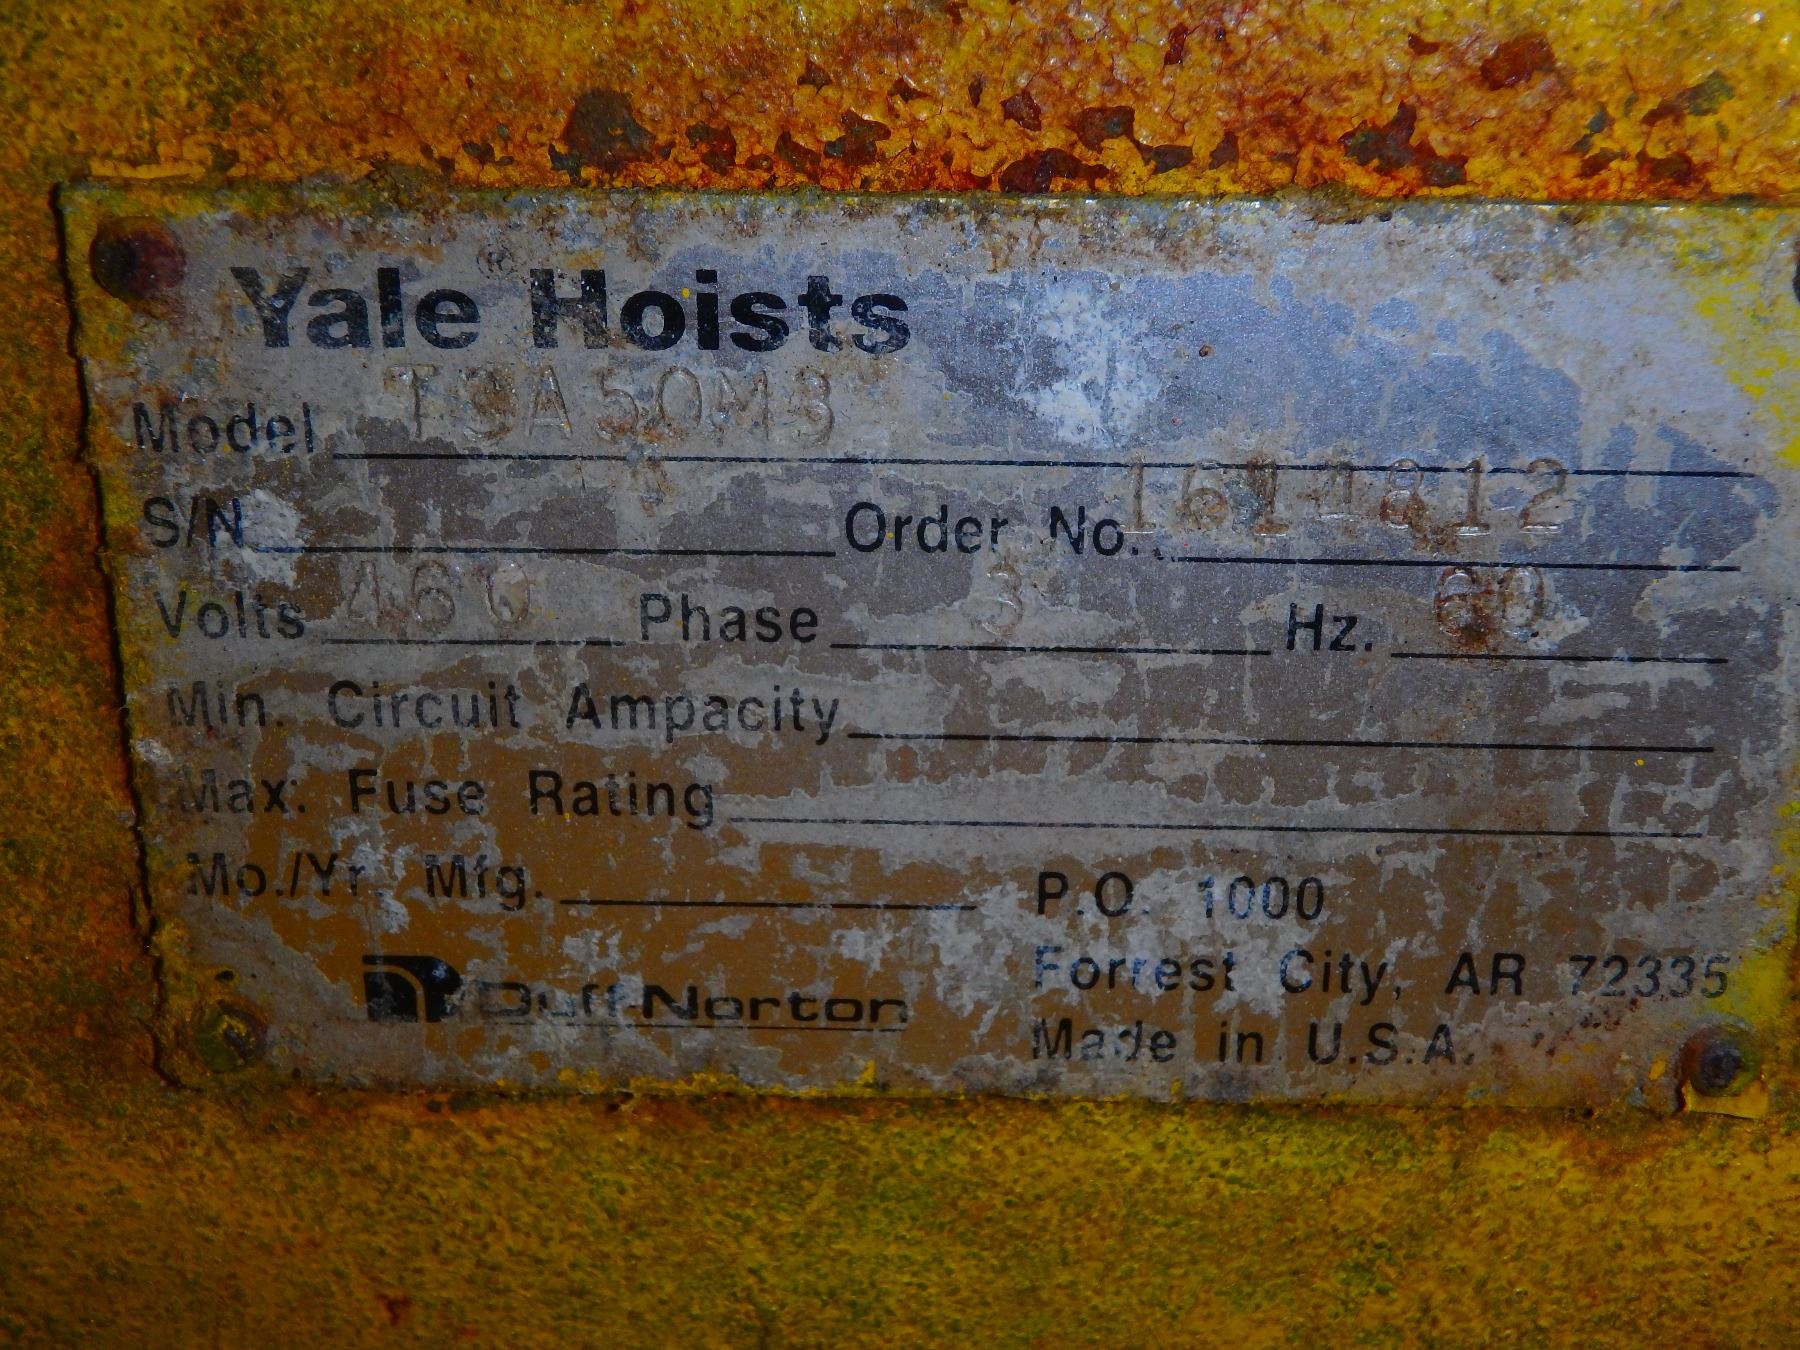 Yale® Hoists
Model TSA50M3
S/N Order No.
Volts 460 Phase 3 Hz. 60
Min. Circuit Ampacity
Max. Fuse Rating
Mo./Yr. Mfg. P.O. 1000
Forrest City, AR 72335
Duff-Norton
Made in U.S.A.